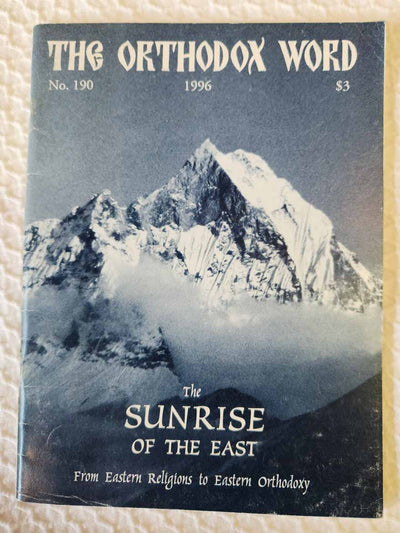 THE ORTHODOX WORD
No. 190 1996 $3
The
SUNRISE
OF THE EAST
From Eastern Religions to Eastern Orthodoxy